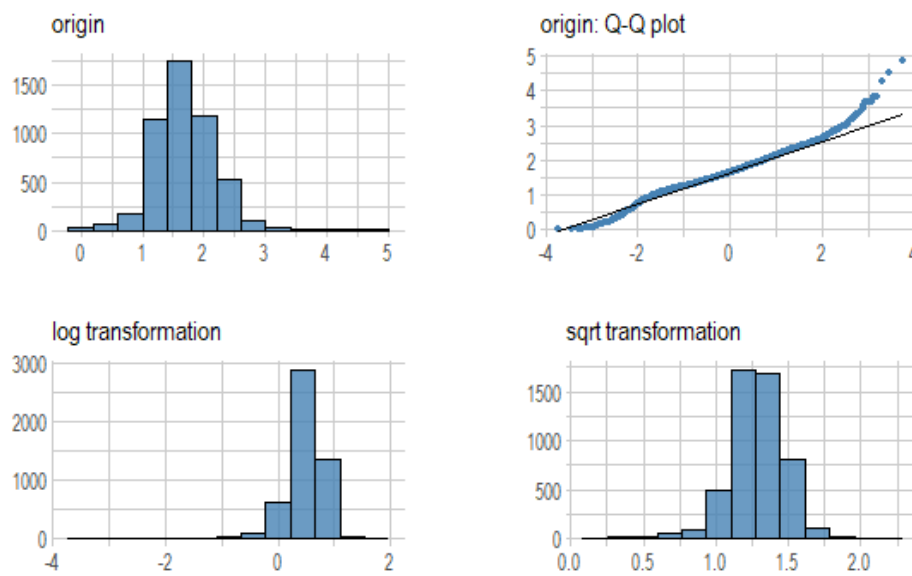 origin
1500
1000
500
0
0 1 2 3 4 5
origin: Q-Q plot
5
4
3
2
1
0
-4 -2 0 2 4
log transformation
3000
2000
1000
0
-4 -2 0 2
sqrt transformation
1500
1000
500
0
0.0 0.5 1.0 1.5 2.0